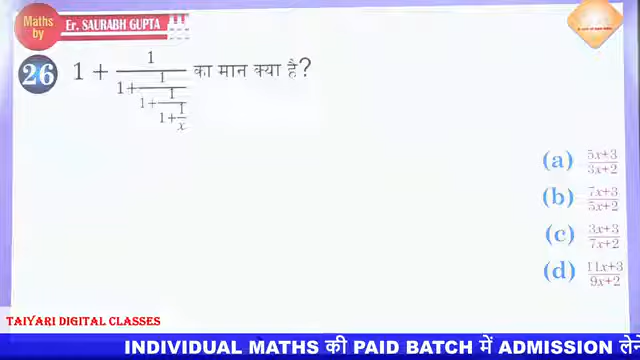 Maths by
Er. SAURABH GUPTA
26 1 + 1/(1+1/(1+1/(1+1/x))) का मान क्या है?
(a) 5x+3/3x+2
(b) 7x+3/5x+2
(c) 3x+3/7x+2
(d) 11x+3/9x+2
TAIYARI DIGITAL CLASSES
INDIVIDUAL MATHS की PAID BATCH में ADMISSION लेने